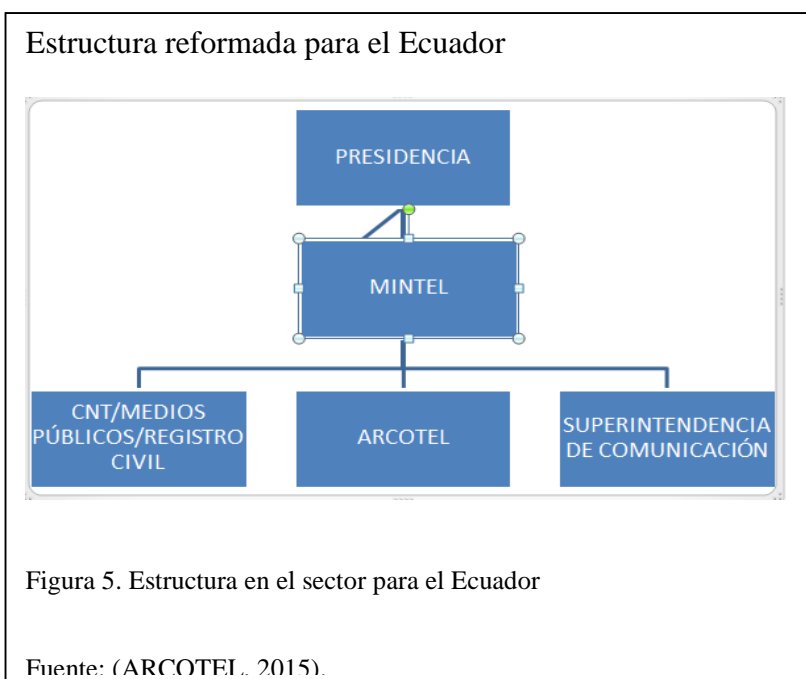 Estructura reformada para el Ecuador
PRESIDENCIA
MINTEL
CNT/MEDIOS
PÚBLICOS/REGISTRO
CIVIL
ARCOTEL
SUPERINTENDENCIA
DE COMUNICACIÓN
Figura 5. Estructura en el sector para el Ecuador
Fuente: (ARCOTEL, 2015).